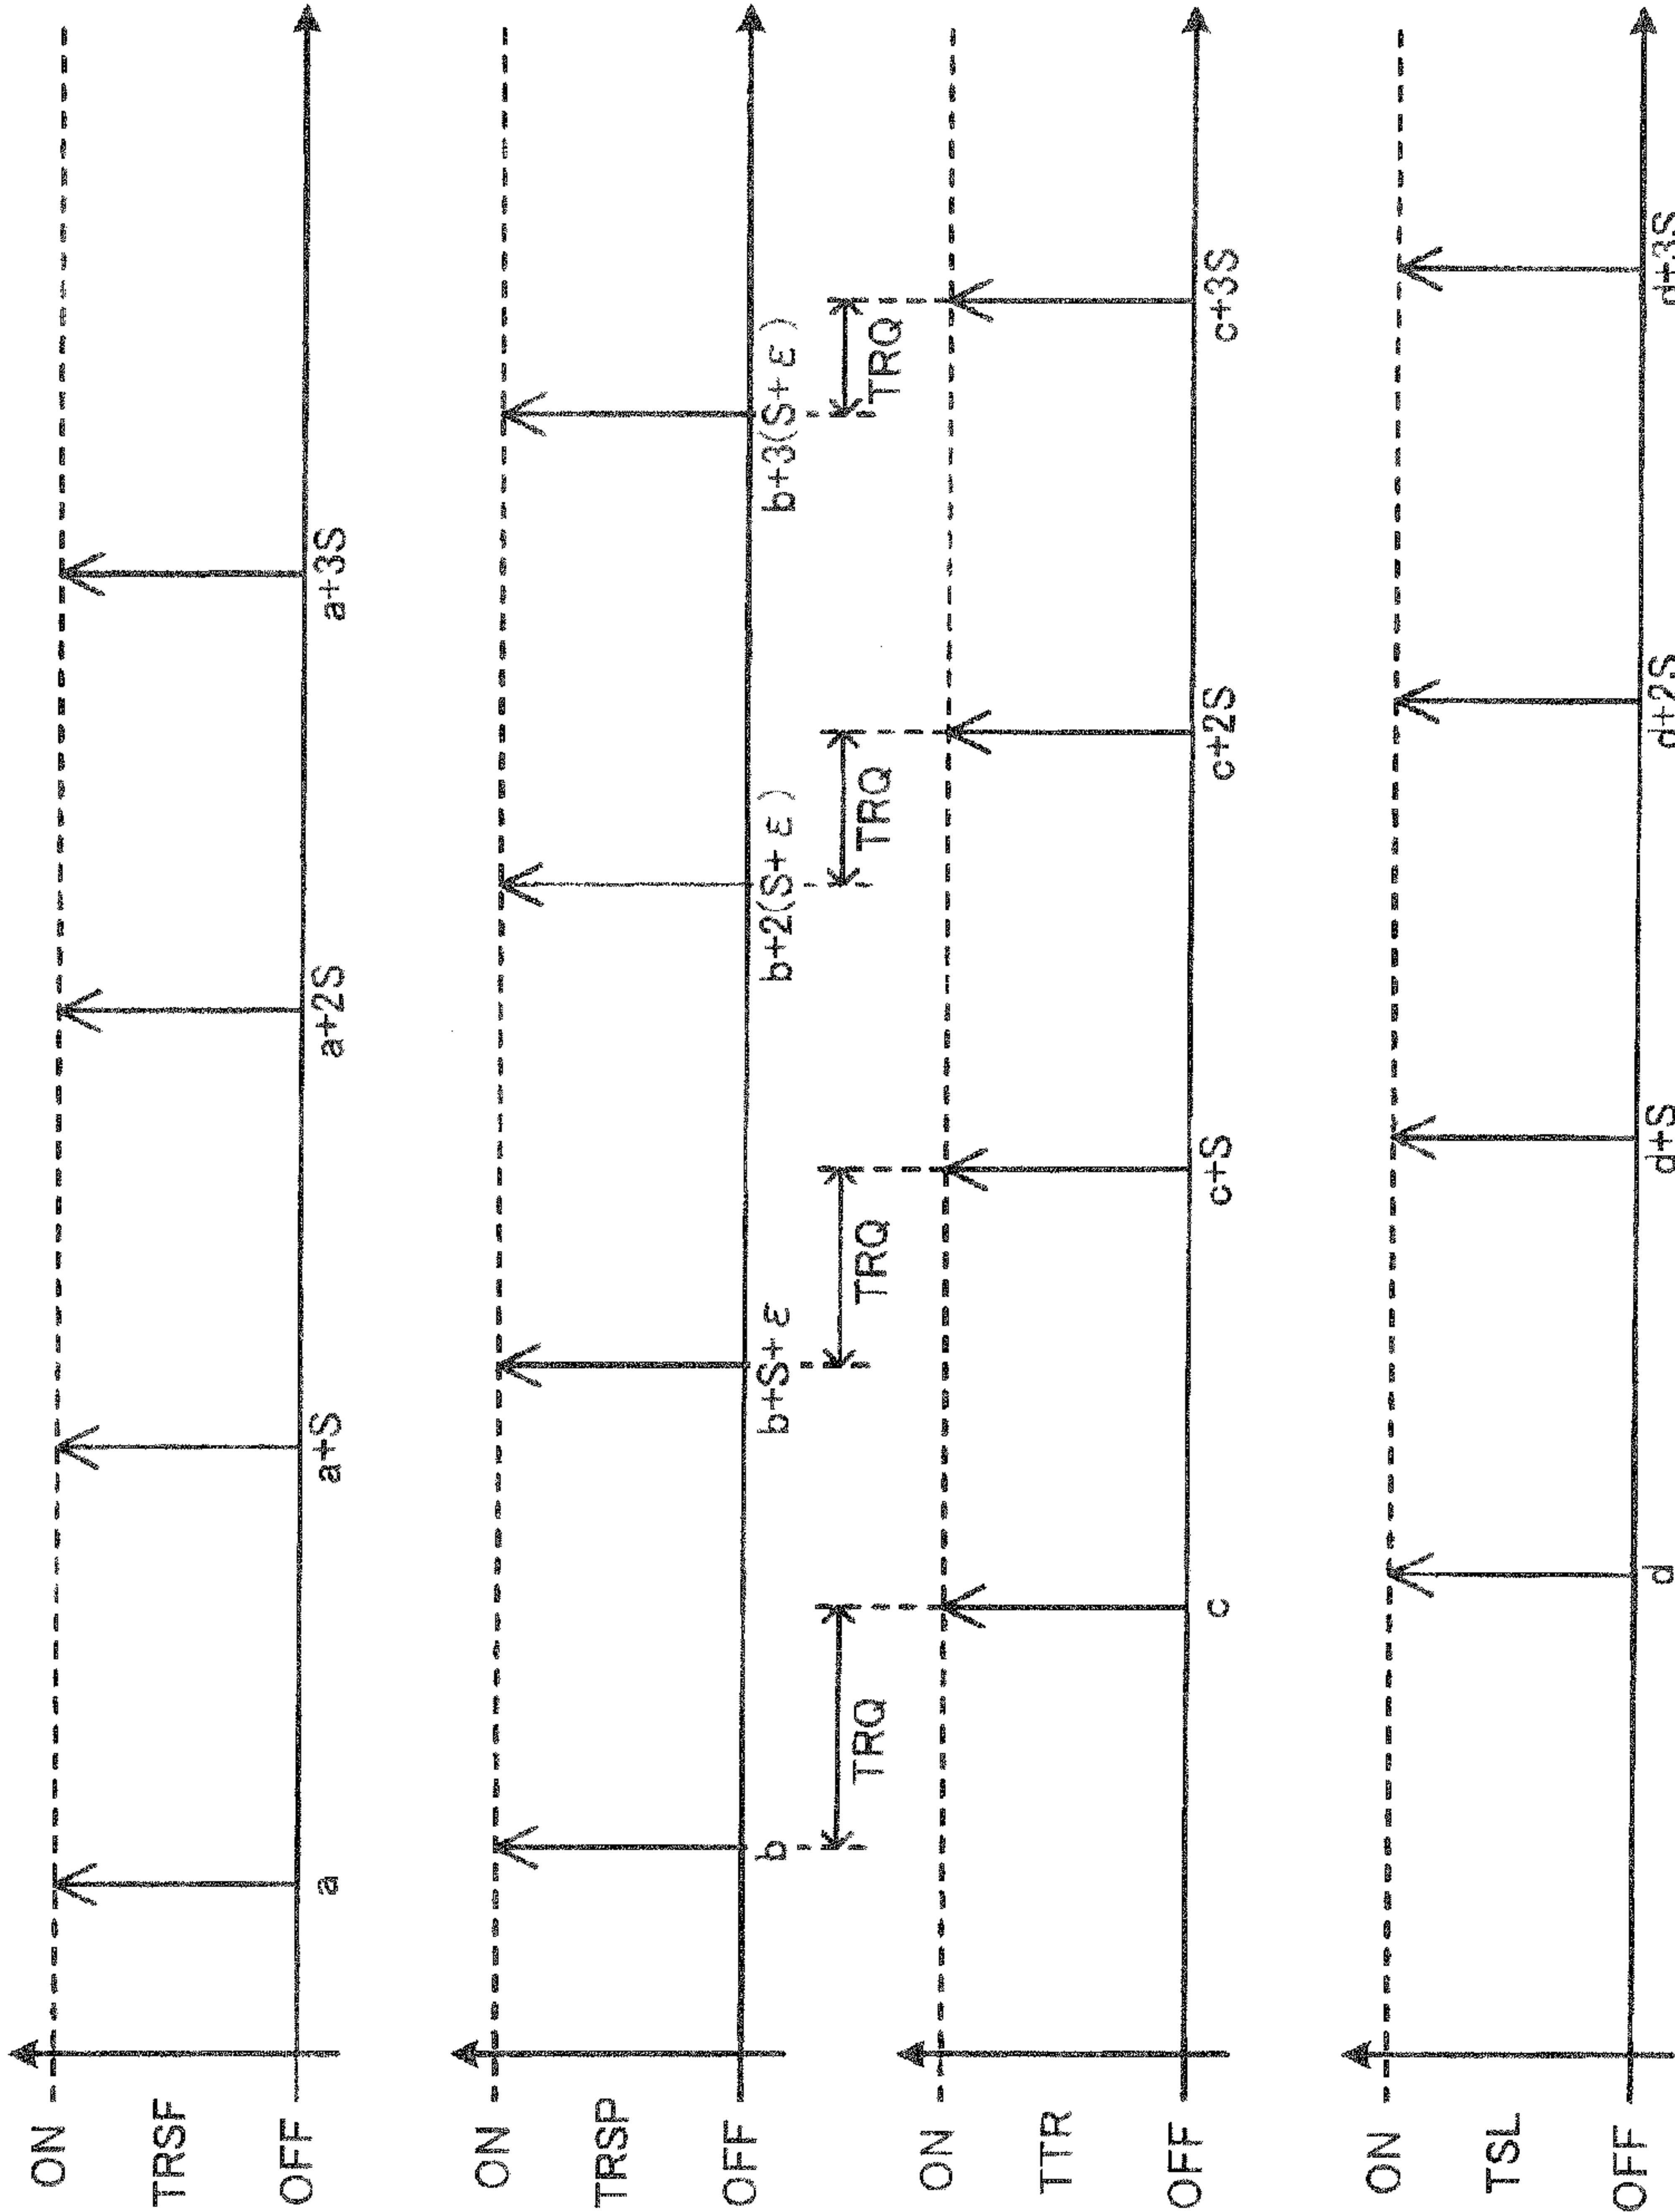 ON
TRSF
OFF
a
a+S
a+2S
a+3S
ON
TRSP
OFF
b
b+S+ε
b+2(S+ε)
b+3(S+ε)
TRQ
TRQ
TRQ
TRQ
ON
TTR
OFF
c
c+S
c+2S
c+3S
ON
TSL
OFF
d
d+S
d+2S
d+3S